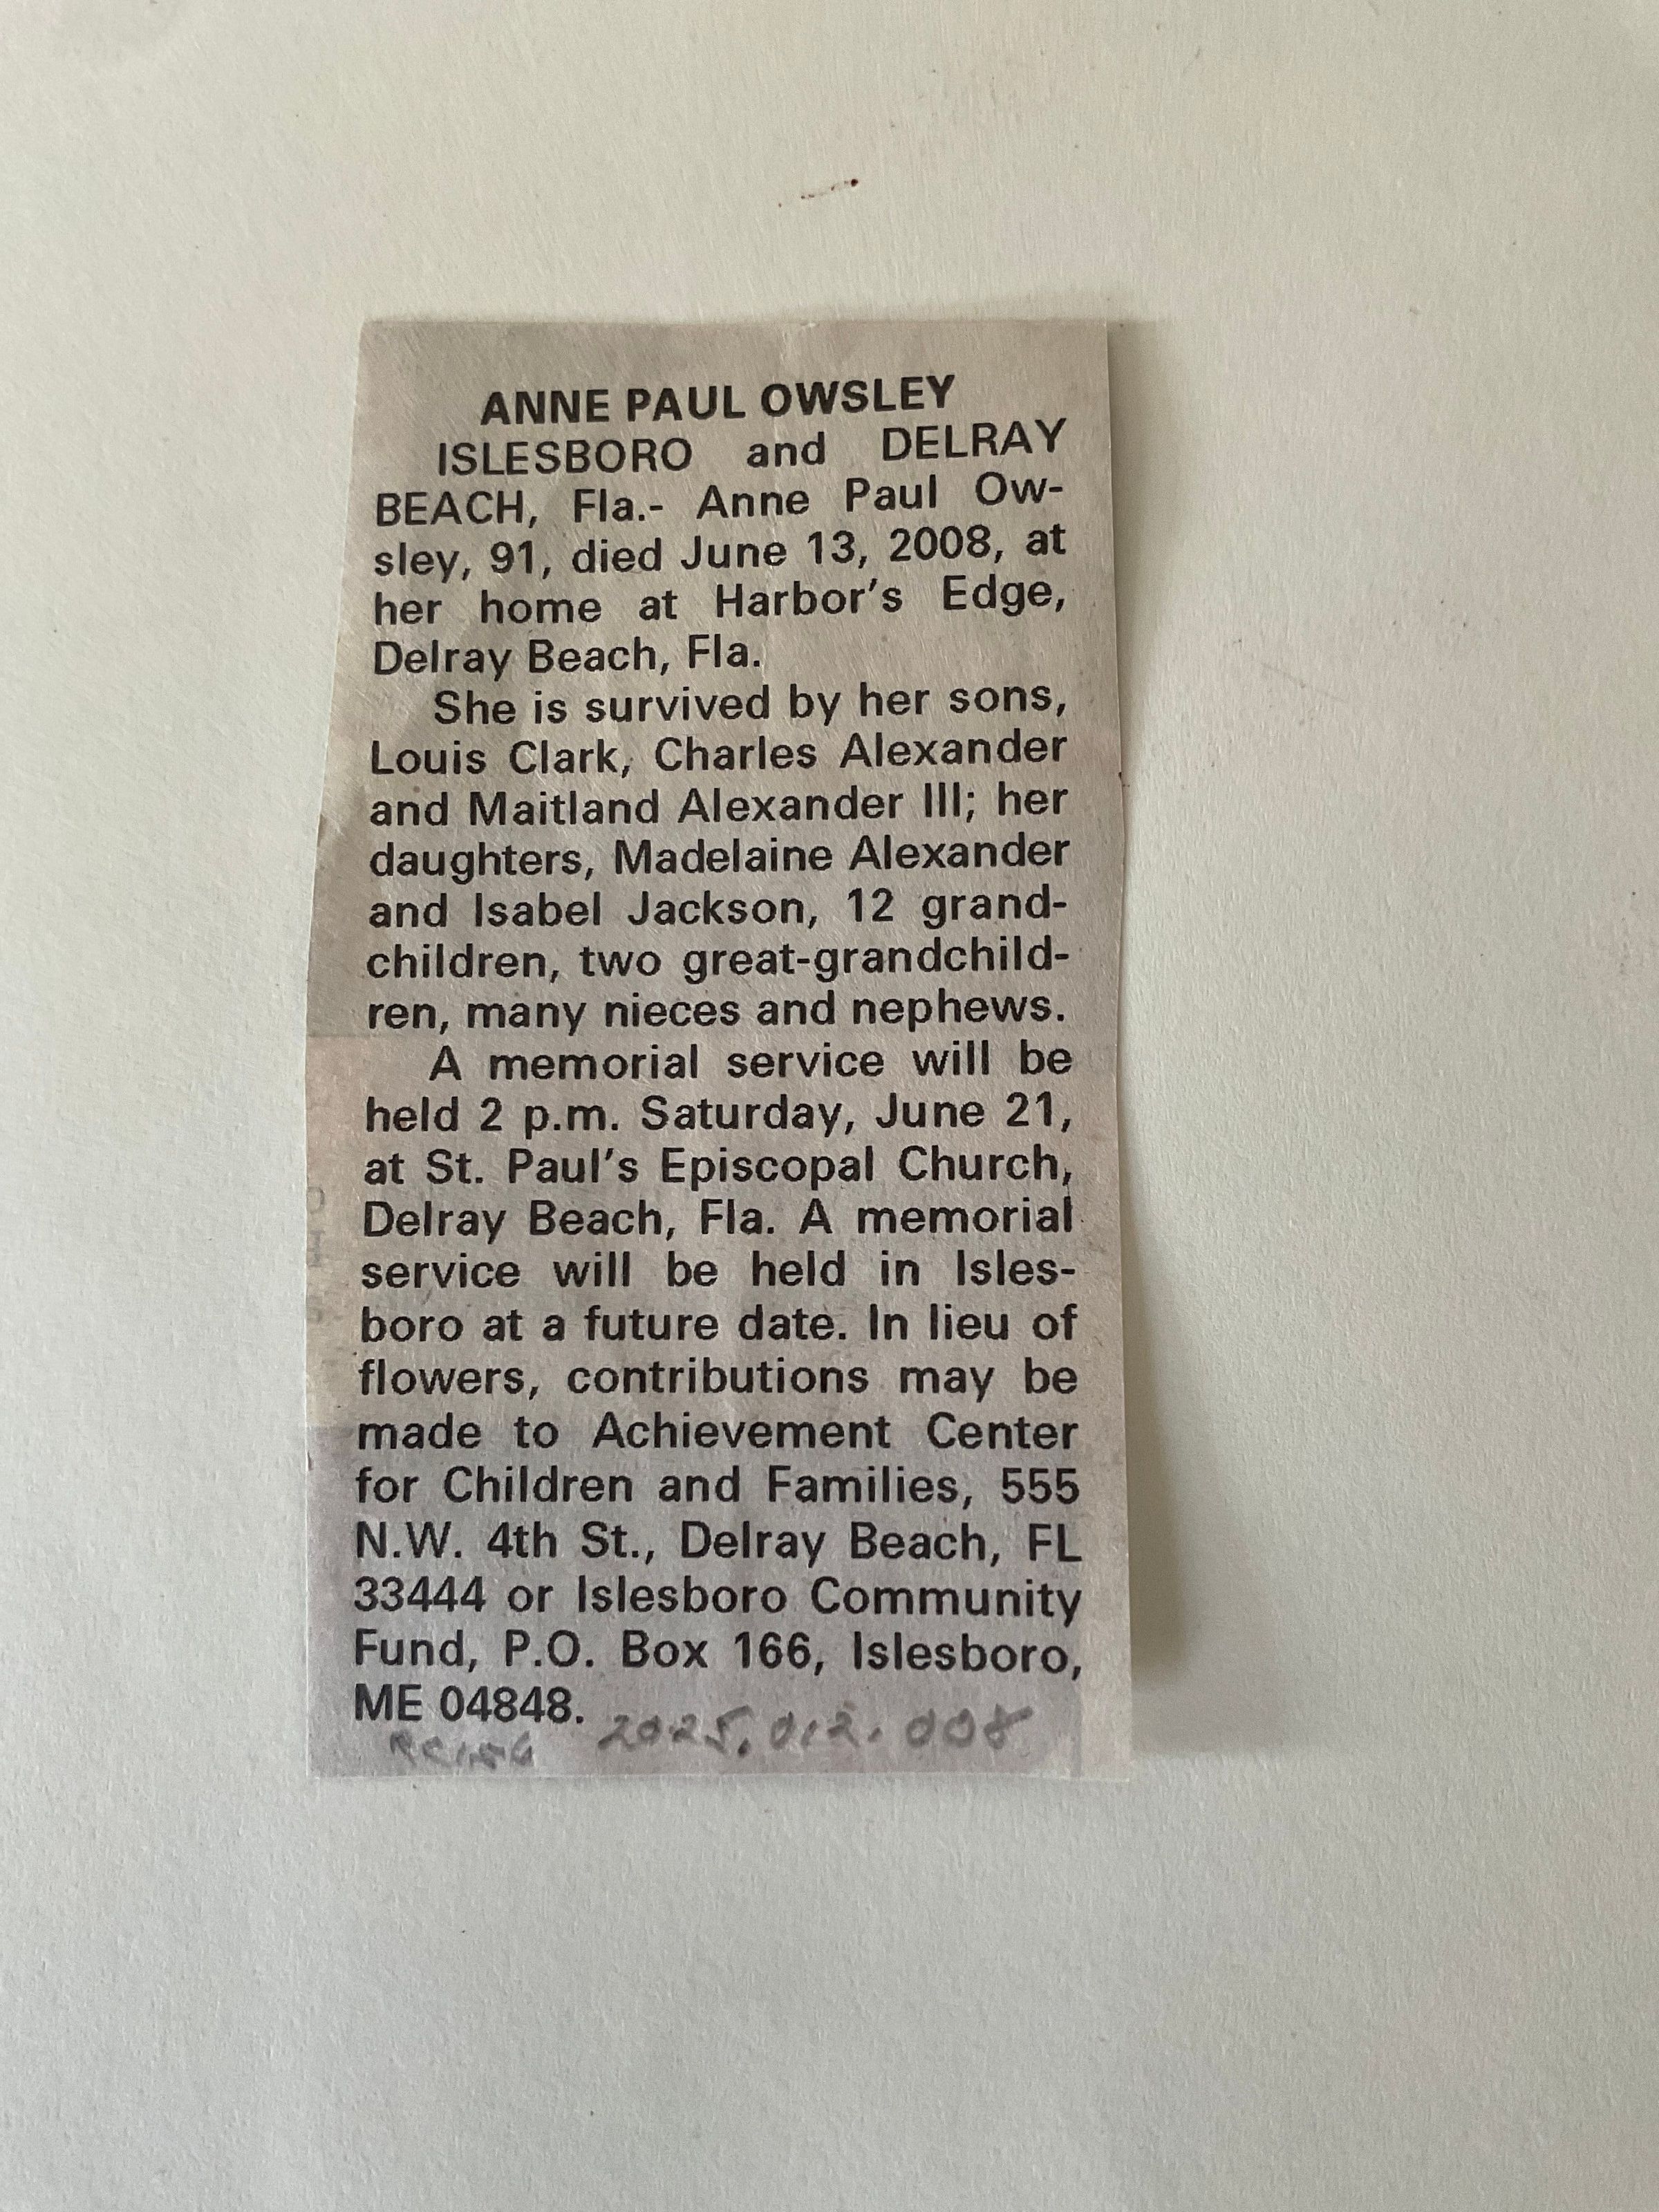 ANNE PAUL OWSLEY
ISLESBORO and DELRAY
BEACH, Fla.- Anne Paul Ow-
sley, 91, died June 13, 2008, at
her home at Harbor's Edge,
Delray Beach, Fla.
She is survived by her sons,
Louis Clark, Charles Alexander
and Maitland Alexander III; her
daughters, Madelaine Alexander
and Isabel Jackson, 12 grand-
children, two great-grandchild-
ren, many nieces and nephews.
A memorial service will be
held 2 p.m. Saturday, June 21,
at St. Paul's Episcopal Church,
Delray Beach, Fla. A memorial
service will be held in Isles-
boro at a future date. In lieu of
flowers, contributions may be
made to Achievement Center
for Children and Families, 555
N.W. 4th St., Delray Beach, FL
33444 or Islesboro Community
Fund, P.O. Box 166, Islesboro,
ME 04848.
2025.012.008